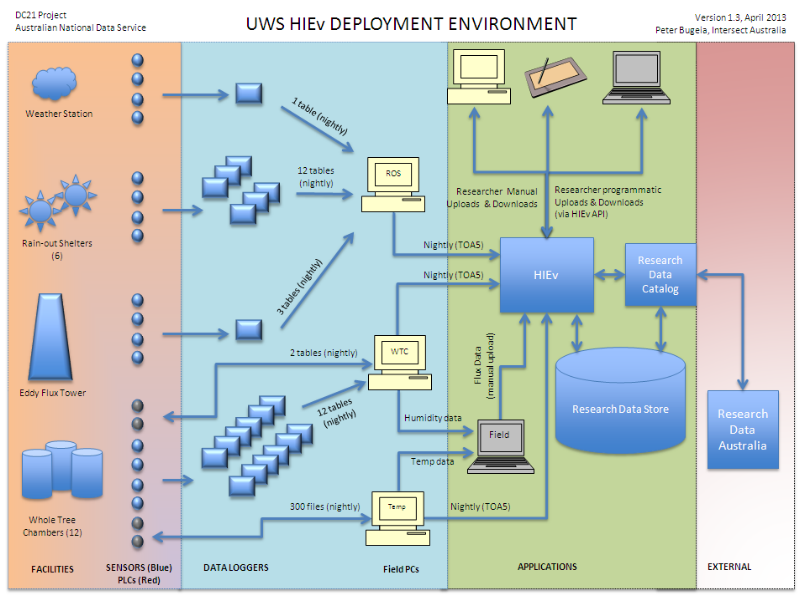 DC21 Project
Australian National Data Service
UWS HIEv DEPLOYMENT ENVIRONMENT
Version 1.3, April 2013
Peter Bugeia, Intersect Australia
Weather Station
1 table (nightly)
12 tables
(nightly)
ROS
Researcher Manual
Uploads & Downloads
Researcher programmatic
Uploads & Downloads
(via HIEv API)
Rain-out Shelters
(6)
Nightly (TOA5)
HIEv
Research
Data
Catalog
Nightly (TOA5)
3 tables (nightly)
Eddy Flux Tower
2 tables (nightly)
WTC
Flux Data
(manual upload)
12 tables
(nightly)
Humidity data
Field
Research Data Store
Research
Data
Australia
Temp data
Whole Tree
Chambers (12)
300 files (nightly)
Temp
Nightly (TOA5)
FACILITIES
SENSORS (Blue)
PLCs (Red)
DATA LOGGERS
Field PCs
APPLICATIONS
EXTERNAL